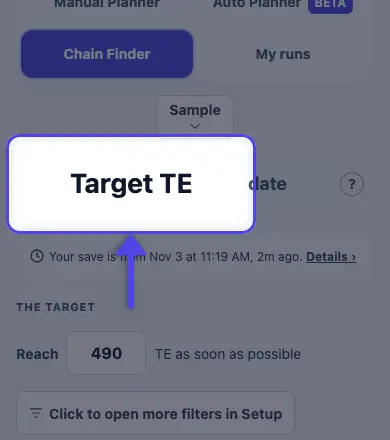 Manual Planner
Auto Planner BETA
Chain Finder
My runs
Sample
Target TE
date ?
Your save is from Nov 3 at 11:19 AM, 2m ago. Details ›
THE TARGET
Reach 490 TE as soon as possible
Click to open more filters in Setup